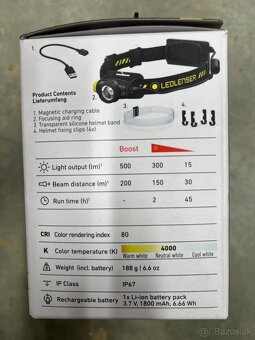 1.
2.
3.
4.
LEDLENSER
Product Contents
Lieferumfang
1. Magnetic charging cable
2. Focusing aid ring
3. Transparent silicone helmet band
4. Helmet fixing clips (4x)
Boost
Light output (lm)¹ 500 300 15
Beam distance (m)¹ 200 150 30
Run time (h)¹ - 2 45
CRI Color rendering index 80
K Color temperature (K) 4000
Warm white Neutral white Cool white
Weight (incl. battery) 188 g | 6.6 oz
IP Class IP67
Rechargeable battery 1x Li-ion battery pack
3.7 V, 1800 mAh, 6.66 Wh
bazos.sk